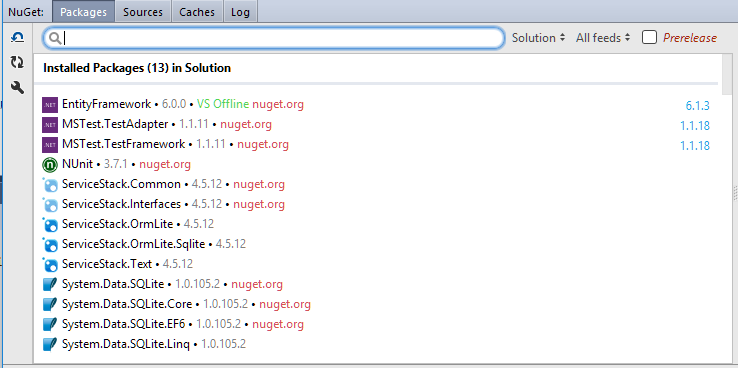 NuGet: Packages Sources Caches Log
Solution All feeds Prerelease
Installed Packages (13) in Solution
.NET EntityFramework • 6.0.0 • VS Offline nuget.org 6.1.3
.NET MSTest.TestAdapter • 1.1.11 • nuget.org 1.1.18
.NET MSTest.TestFramework • 1.1.11 • nuget.org 1.1.18
n NUnit • 3.7.1 • nuget.org
ServiceStack.Common • 4.5.12 • nuget.org
ServiceStack.Interfaces • 4.5.12 • nuget.org
ServiceStack.OrmLite • 4.5.12
ServiceStack.OrmLite.Sqlite • 4.5.12
ServiceStack.Text • 4.5.12
System.Data.SQLite • 1.0.105.2 • nuget.org
System.Data.SQLite.Core • 1.0.105.2 • nuget.org
System.Data.SQLite.EF6 • 1.0.105.2 • nuget.org
System.Data.SQLite.Linq • 1.0.105.2